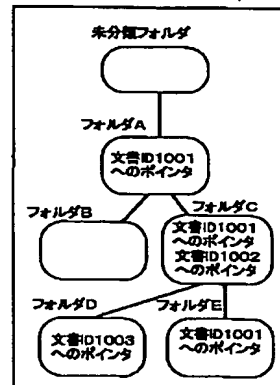 未分類フォルダ
フォルダA
文書ID1001
へのポインタ
フォルダB
フォルダC
文書ID1001
へのポインタ
文書ID1002
へのポインタ
フォルダD
フォルダE
文書ID1003
へのポインタ
文書ID1001
へのポインタ